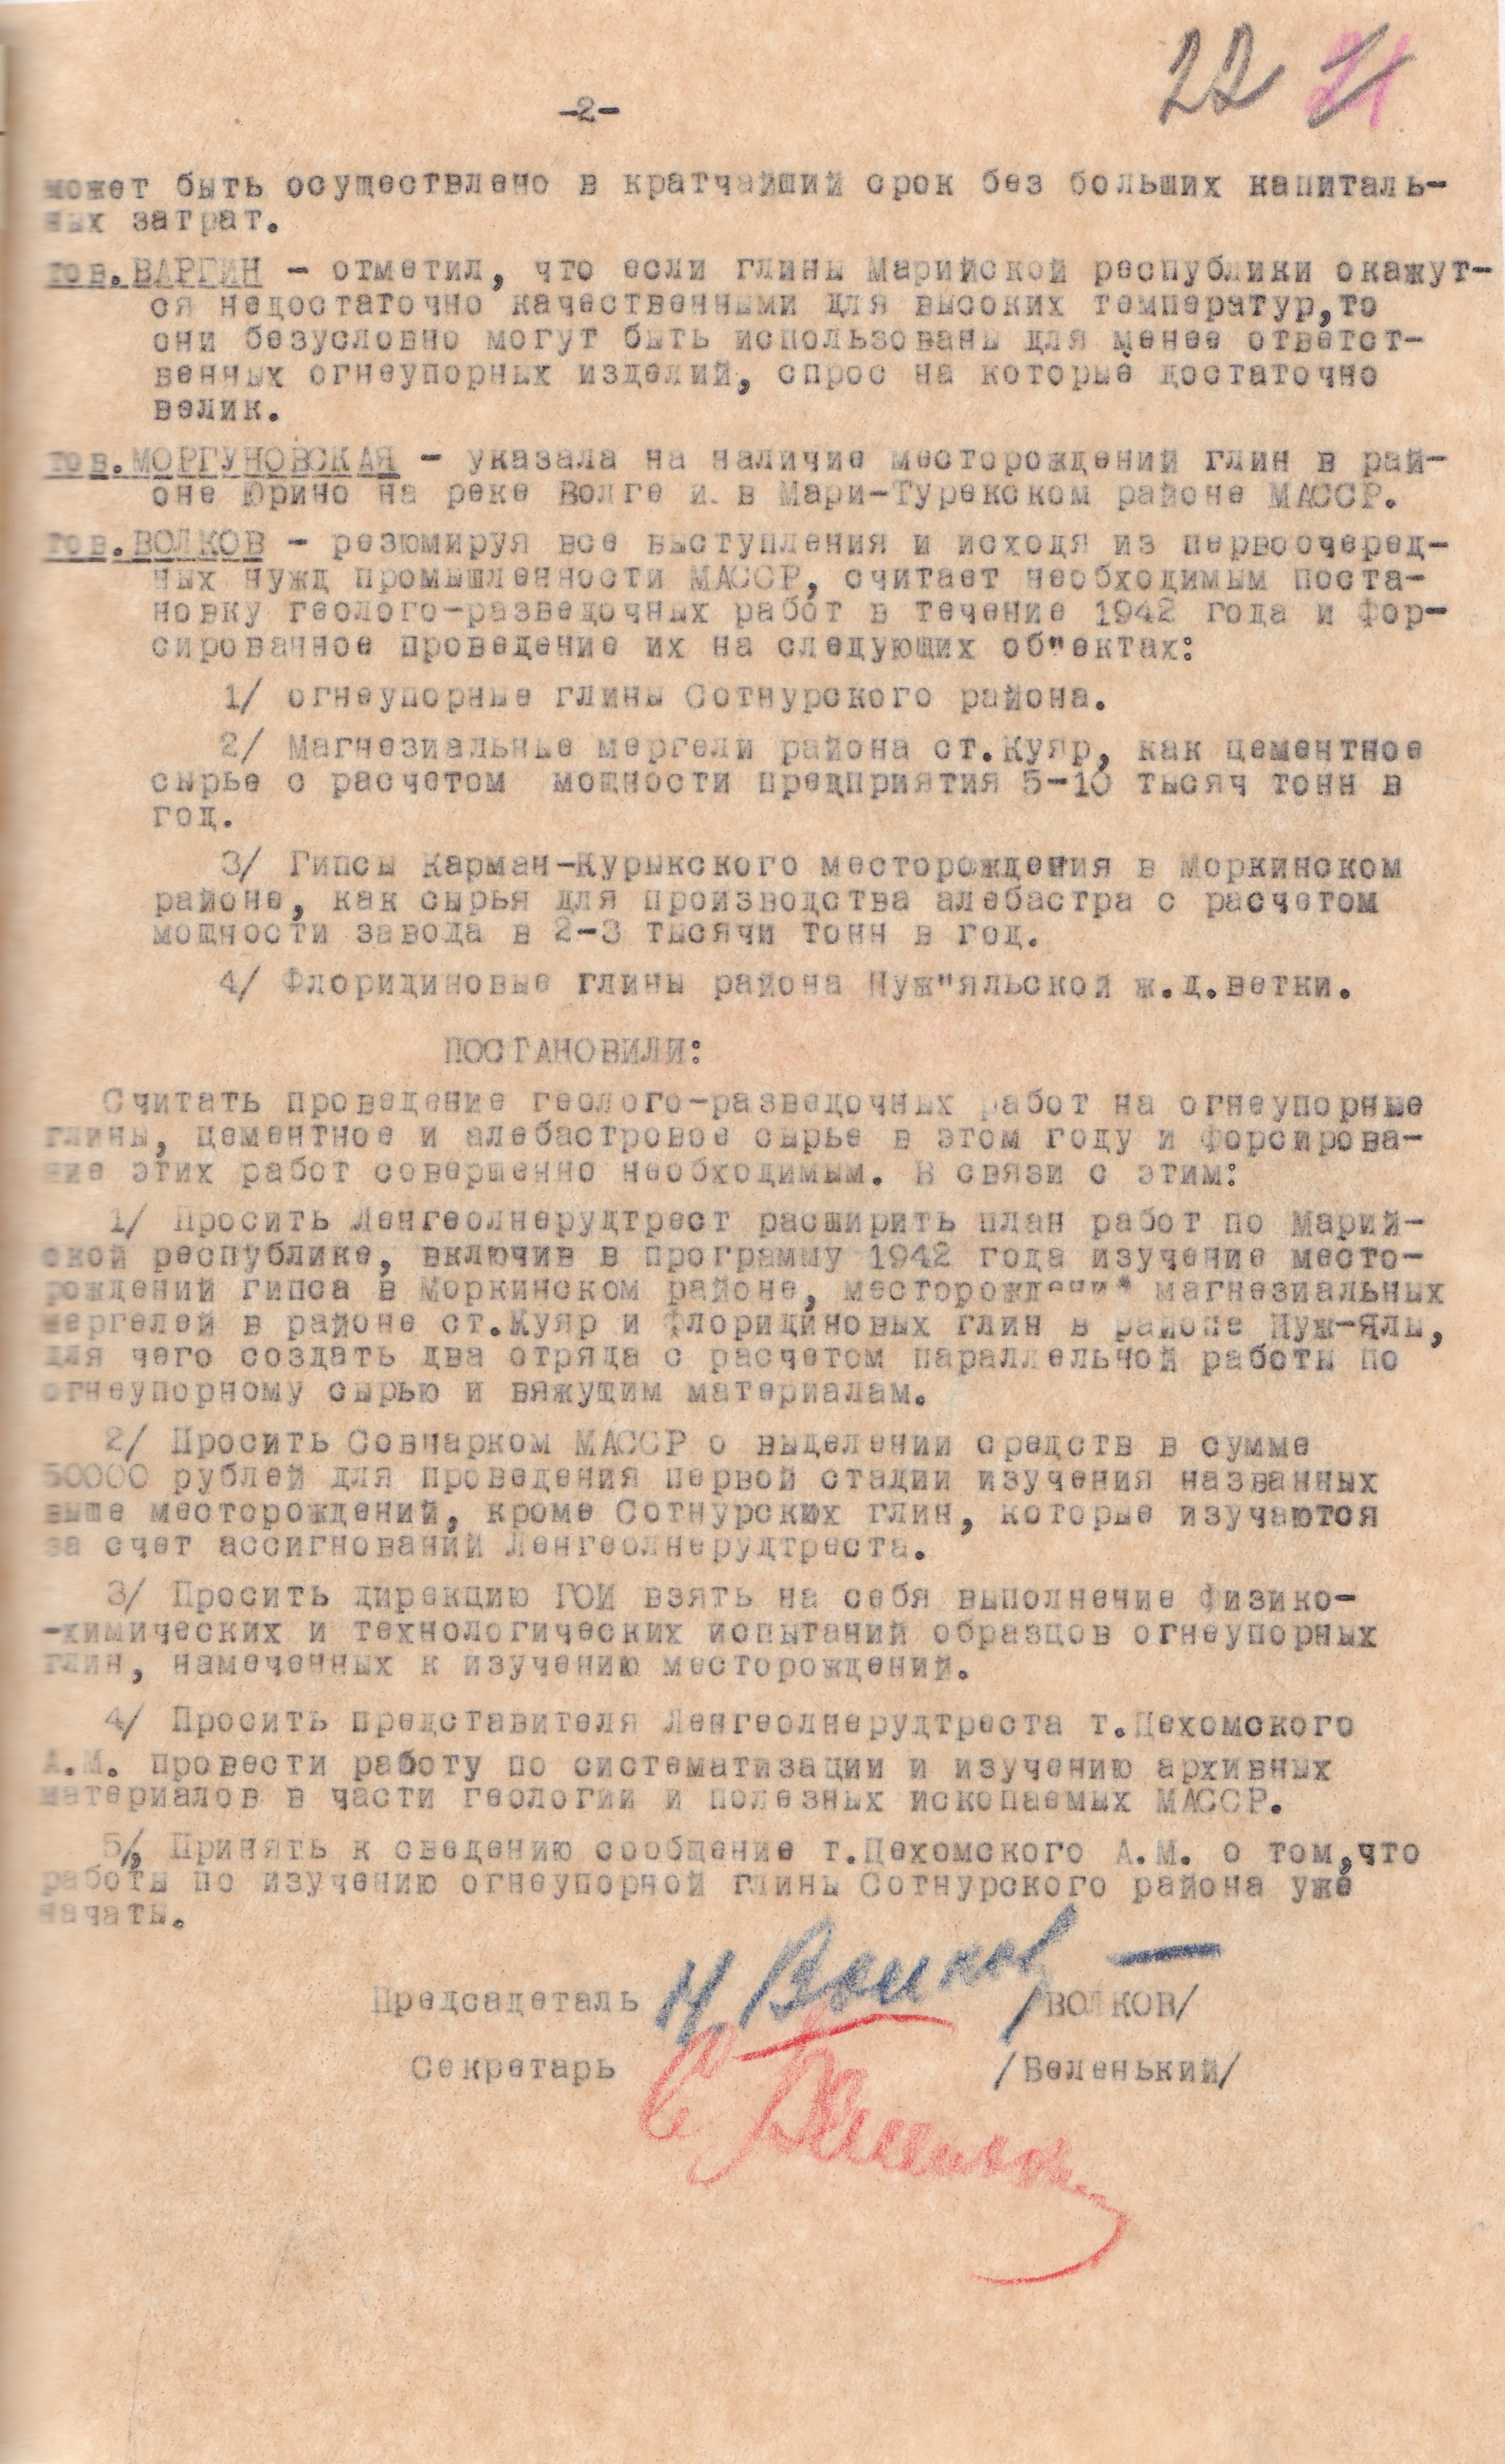 22 21
-2-
может быть осуществлено в кратчайший срок без больших капиталь-
ных затрат.
тов.ВАРГИН - отметил, что если глины Марийской республики окажут-
ся недостаточно качественными для высоких температур,то
они безусловно могут быть использованы для менее ответст-
венных огнеупорных изделий, спрос на которые достаточно
велик.
тов.МОРГУНОВСКАЯ - указала на наличие месторождений глин в рай-
оне Юрино на реке Волге и в Мари-Турекском районе МАССР.
тов.ВОЛКОВ - резюмируя все выступления и исходя из первоочеред-
ных нужд промышленности МАССР, считает необходимым поста-
новку геолого-разведочных работ в течение 1942 года и фор-
сированное проведение их на следующих об"ектах:
1/ огнеупорные глины Сотнурского района.
2/ Магнезиальные мергели района ст.Куяр, как цементное
сырье с расчетом мощности предприятия 5-10 тысяч тонн в
год.
3/ Гипсы Карман-Курыкского месторождения в Моркинском
районе, как сырья для производства алебастра с расчетом
мощности завода в 2-3 тысячи тонн в год.
4/ Флоридиновые глины района Нуж"яльской ж.д.ветки.
ПОСТАНОВИЛИ:
Считать проведение геолого-разведочных работ на огнеупорные
глины, цементное и алебастровое сырье в этом году и форсирова-
ние этих работ совершенно необходимым. В связи с этим:
1/ Просить Ленгеолнерудтрест расширить план работ по Марий-
ской республике, включив в программу 1942 года изучение место-
рождений гипса в Моркинском районе, месторождения магнезиальных
мергелей в районе ст.Куяр и флоридиновых глин в районе Нуж-Ялы,
для чего создать два отряда с расчетом параллельной работы по
огнеупорному сырью и вяжущим материалам.
2/ Просить Совнарком МАССР о выделении средств в сумме
50000 рублей для проведения первой стадии изучения названных
выше месторождений, кроме Сотнурских глин, которые изучаются
за счет ассигнований Ленгеолнерудтреста.
3/ Просить дирекцию ГОИ взять на себя выполнение физико-
-химических и технологических испытаний образцов огнеупорных
глин, намеченных к изучению месторождений.
4/ Просить представителя Ленгеолнерудтреста т.Цехомского
А.М. провести работу по систематизации и изучению архивных
материалов в части геологии и полезных ископаемых МАССР.
5/, Принять к сведению сообщение т.Цехомского А.М. о том,что
работы по изучению огнеупорной глины Сотнурского района уже
начаты.
Председаталь Н. Волков /ВОЛКОВ/
Секретарь /Беленький/